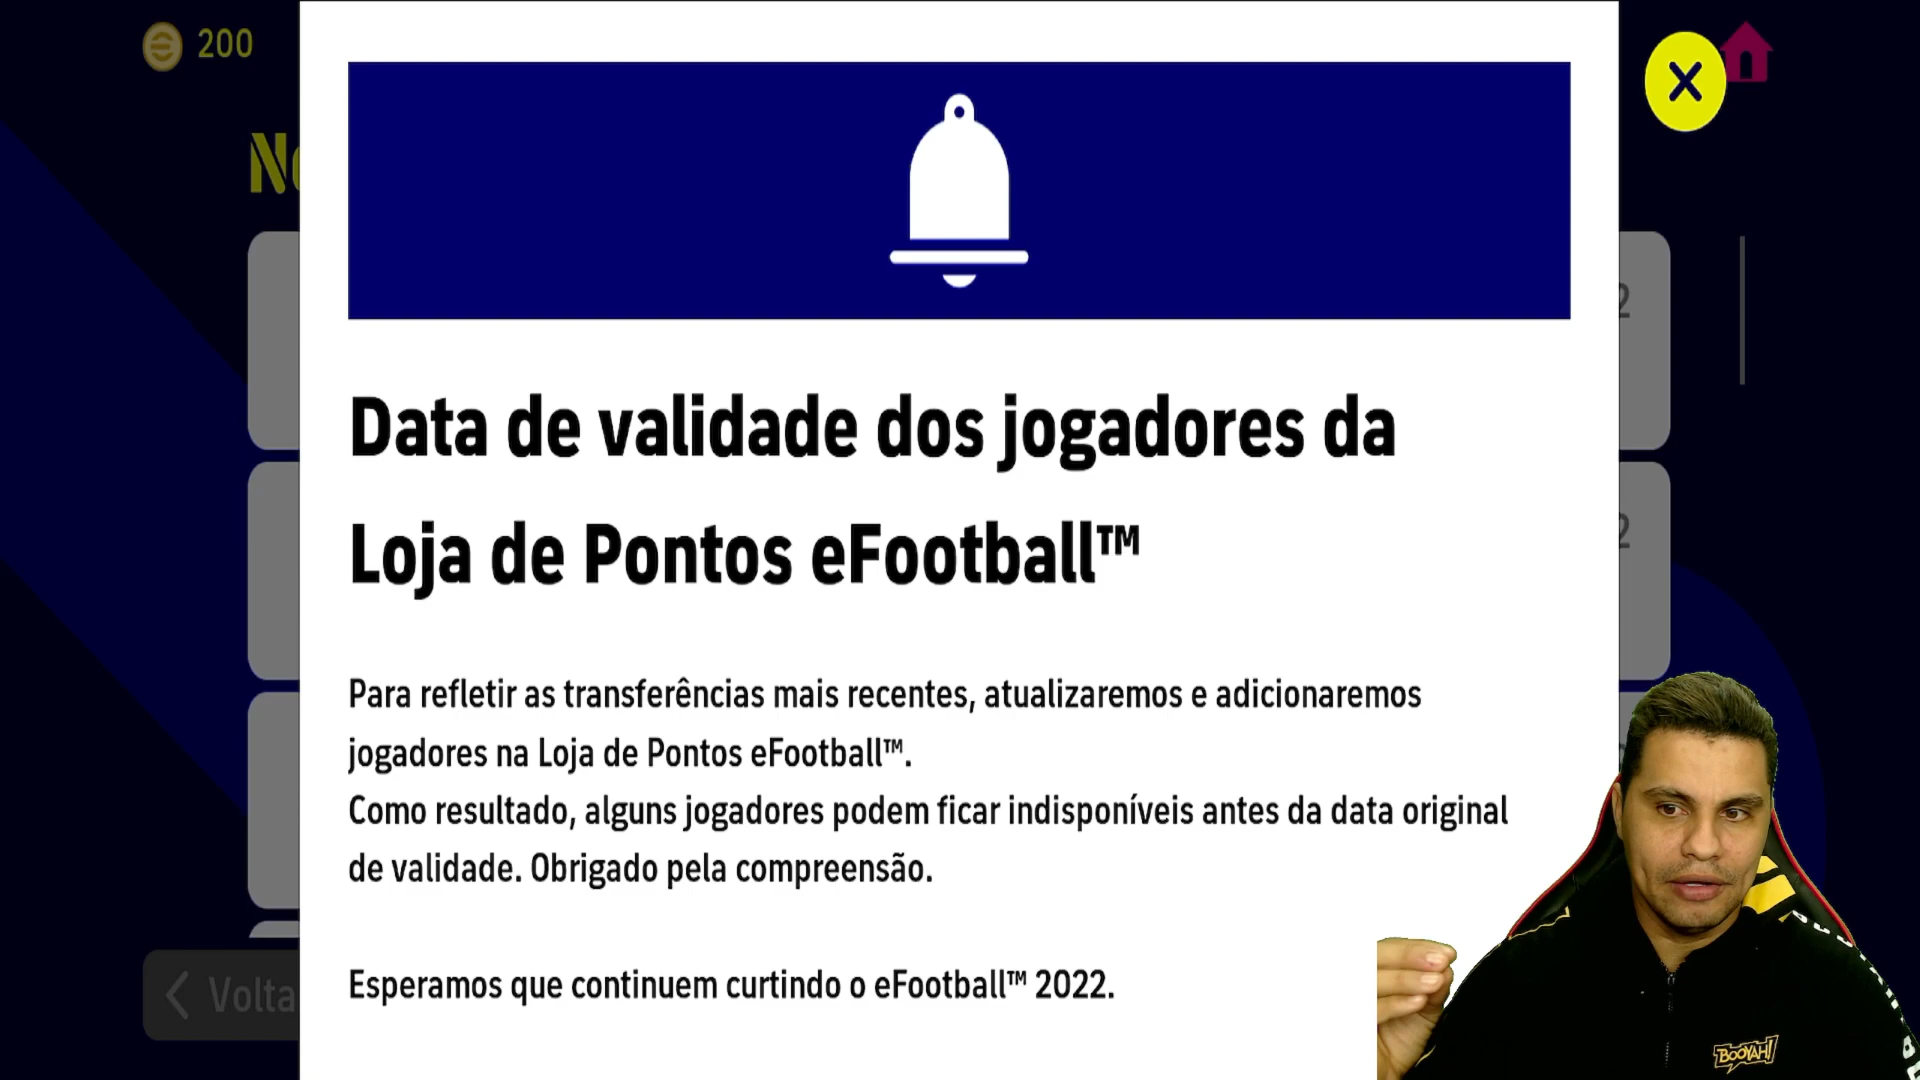 200
X
Data de validade dos jogadores da
Loja de Pontos eFootball™
Para refletir as transferências mais recentes, atualizaremos e adicionaremos
jogadores na Loja de Pontos eFootball™.
Como resultado, alguns jogadores podem ficar indisponíveis antes da data original
de validade. Obrigado pela compreensão.
Esperamos que continuem curtindo o eFootball™ 2022.
Volta
BOOYAH!